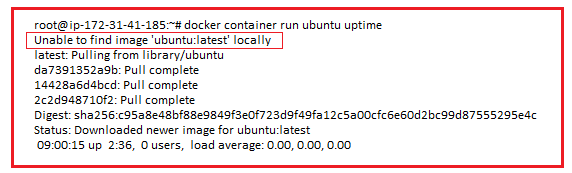 root@ip-172-31-41-185:~# docker container run ubuntu uptime
Unable to find image 'ubuntu:latest' locally
latest: Pulling from library/ubuntu
da7391352a9b: Pull complete
14428a6d4bcd: Pull complete
2c2d948710f2: Pull complete
Digest: sha256:c95a8e48bf88e9849f3e0f723d9f49fa12c5a00cfc6e60d2bc99d87555295e4c
Status: Downloaded newer image for ubuntu:latest
09:00:15 up  2:36,  0 users,  load average: 0.00, 0.00, 0.00